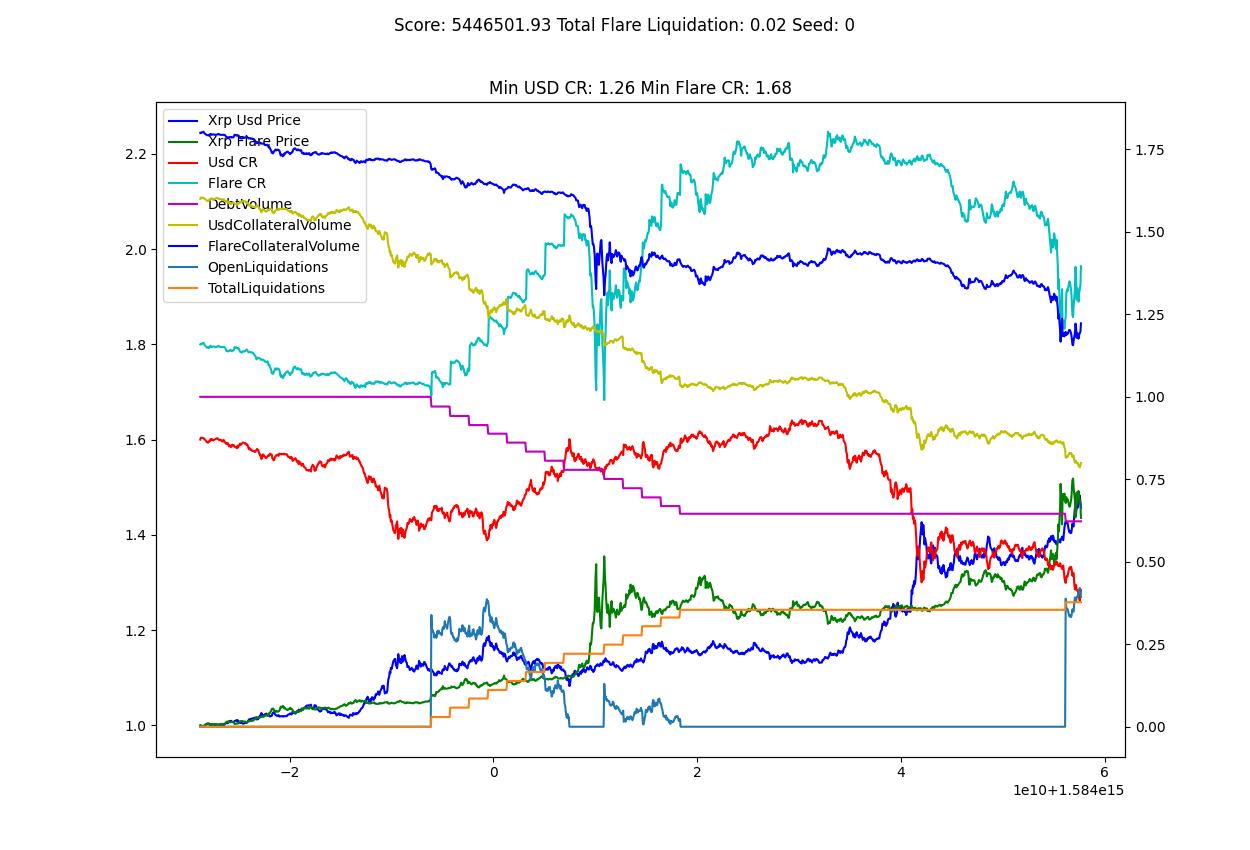 Score: 5446501.93 Total Flare Liquidation: 0.02 Seed: 0
Min USD CR: 1.26 Min Flare CR: 1.68
Xrp Usd Price
Xrp Flare Price
Usd CR
Flare CR
DebtVolume
UsdCollateralVolume
FlareCollateralVolume
OpenLiquidations
TotalLiquidations
2.2
2.0
1.8
1.6
1.4
1.2
1.0
1.75
1.50
1.25
1.00
0.75
0.50
0.25
0.00
−2
0
2
4
6
1e10+1.584e15